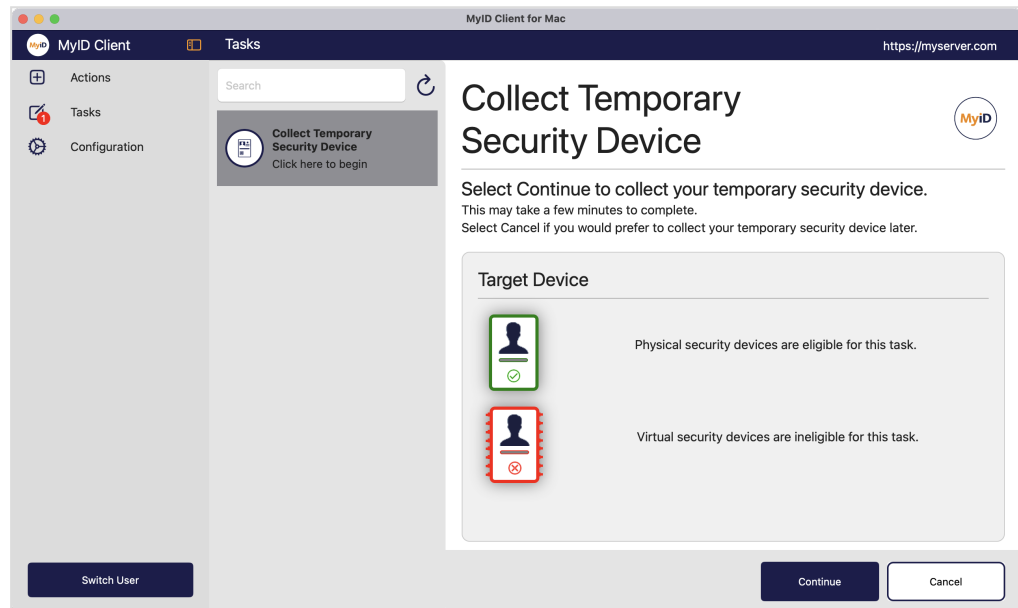 MyID Client for Mac
MyiD MyID Client
Tasks
https://myserver.com
Actions
1
Tasks
Configuration
Search
Collect Temporary
Security Device
Click here to begin
Collect Temporary
Security Device
MyiD
Select Continue to collect your temporary security device.
This may take a few minutes to complete.
Select Cancel if you would prefer to collect your temporary security device later.
Target Device
Physical security devices are eligible for this task.
Virtual security devices are ineligible for this task.
Switch User
Continue
Cancel